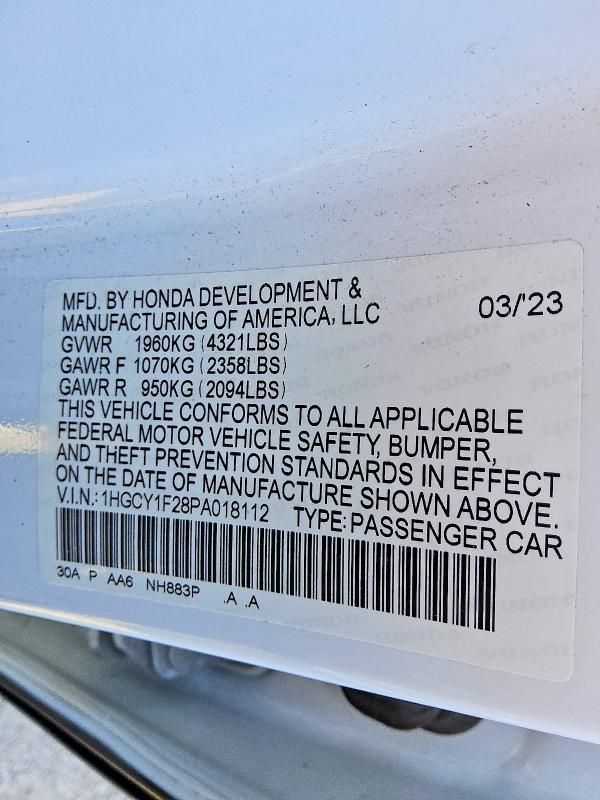 MFD. BY HONDA DEVELOPMENT &
MANUFACTURING OF AMERICA, LLC 03/'23
GVWR 1960KG (4321LBS)
GAWR F 1070KG (2358LBS)
GAWR R 950KG (2094LBS)
THIS VEHICLE CONFORMS TO ALL APPLICABLE
FEDERAL MOTOR VEHICLE SAFETY, BUMPER,
AND THEFT PREVENTION STANDARDS IN EFFECT
ON THE DATE OF MANUFACTURE SHOWN ABOVE.
V.I.N.: 1HGCY1F28PA018112 TYPE: PASSENGER CAR
30A P AA6 NH883P .A .A